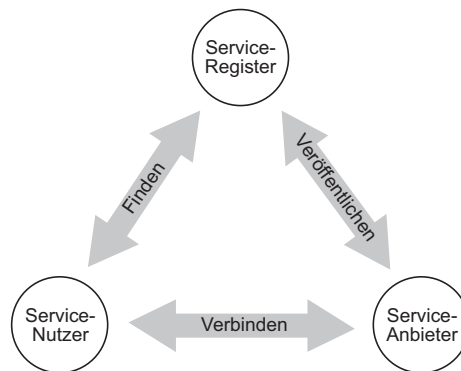 Service-
Register
Finden
Veröffentlichen
Service-
Nutzer
Verbinden
Service-
Anbieter